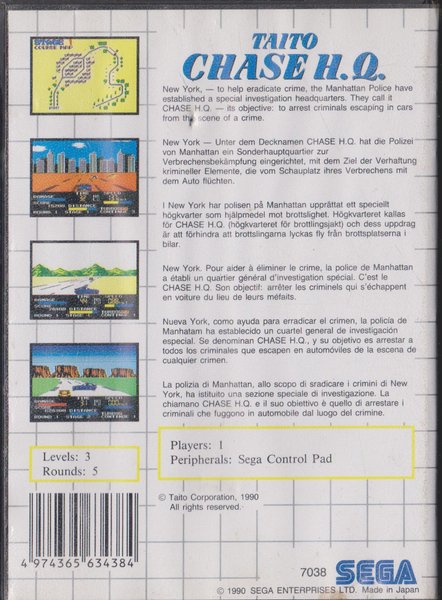 TAITO
CHASE H.Q.
New York, — to help eradicate crime, the Manhattan Police have
established a special investigation headquarters. They call it
CHASE H.Q. — its objective: to arrest criminals escaping in cars
from the scene of a crime.
New York — Unter dem Decknamen CHASE H.Q. hat die Polizei
von Manhattan ein Sonderhauptquartier zur
Verbrechensbekämpfung eingerichtet, mit dem Ziel der Verhaftung
krimineller Elemente, die vom Schauplatz ihres Verbrechens mit
dem Auto flüchten.
I New York har polisen på Manhattan upprättat ett speciellt
högkvarter som hjälpmedel mot brottslighet. Högkvarteret kallas
för CHASE H.Q. (högkvarteret för brottlingsjakt) och dess uppdrag
är att förhindra att brottslingarna lyckas fly från brottsplatserna i
bilar.
New York. Pour aider à éliminer le crime, la police de Manhattan
a établi un quartier général d'investigation spécial. C'est le
CHASE H.Q. Son objectif: arrêter les criminels qui s'échappent
en voiture du lieu de leurs méfaits.
Nueva York, como ayuda para erradicar el crimen, la policía de
Manhatam ha establecido un cuartel general de investigación
especial. Se denominan CHASE H.Q., y su objetivo es arrestar a
todos los criminales que escapen en automóviles de la escena de
cualquier crimen.
La polizia di Manhattan, allo scopo di sradicare i crimini di New
York, ha istituito una sezione speciale di investigazione. La
chiamano CHASE H.Q. e il suo obiettivo è quello di arrestare i
criminali che fuggono in automobile dal luogo del crimine.
STAGE 1
COURSE MAP
Levels: 3
Rounds: 5
Players: 1
Peripherals: Sega Control Pad
© Taito Corporation, 1990
All rights reserved.
4 974365 634384
7038 SEGA
© 1990 SEGA ENTERPRISES LTD. Made in Japan